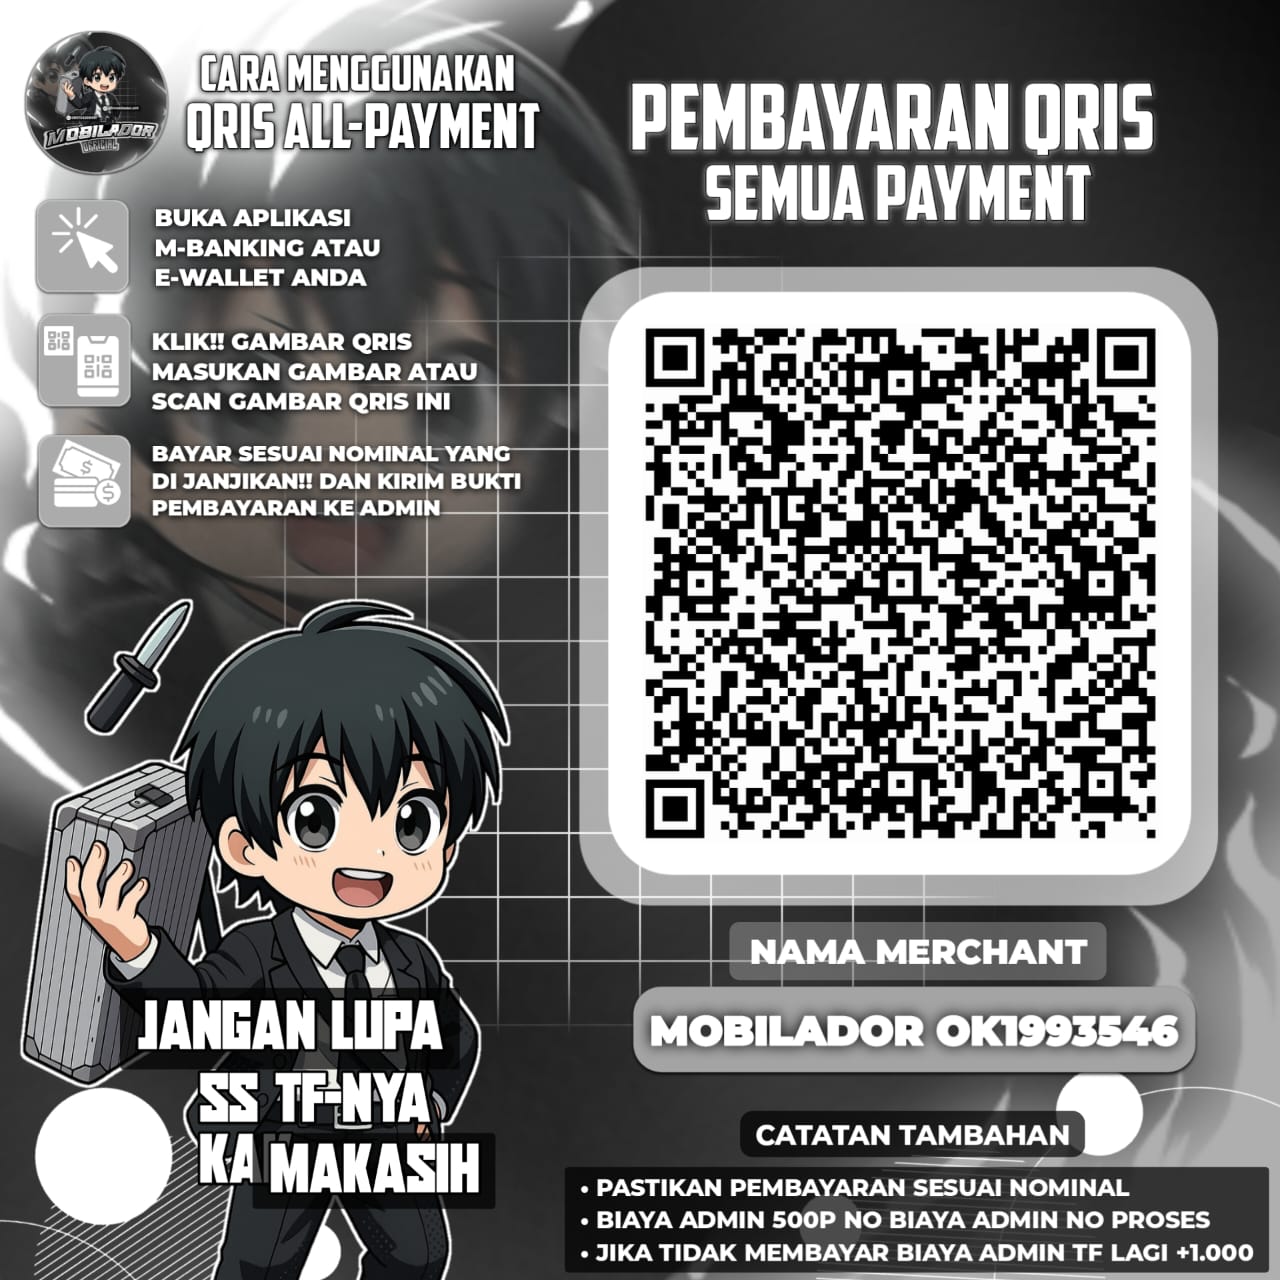 MOBILADOR
OFFICIAL
CARA MENGGUNAKAN
QRIS ALL-PAYMENT
BUKA APLIKASI
M-BANKING ATAU
E-WALLET ANDA
KLIK!! GAMBAR QRIS
MASUKAN GAMBAR ATAU
SCAN GAMBAR QRIS INI
BAYAR SESUAI NOMINAL YANG
DI JANJIKAN!! DAN KIRIM BUKTI
PEMBAYARAN KE ADMIN
JANGAN LUPA
SS TF-NYA
KA MAKASIH
PEMBAYARAN QRIS
SEMUA PAYMENT
NAMA MERCHANT
MOBILADOR OK1993546
CATATAN TAMBAHAN
• PASTIKAN PEMBAYARAN SESUAI NOMINAL
• BIAYA ADMIN 500P NO BIAYA ADMIN NO PROSES
• JIKA TIDAK MEMBAYAR BIAYA ADMIN TF LAGI +1.000